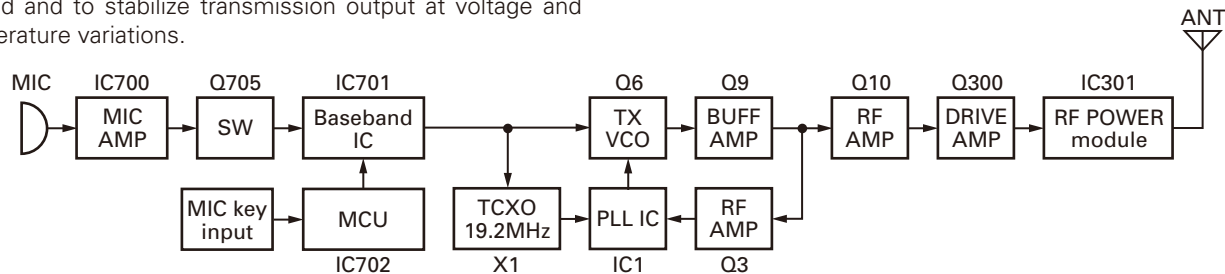 and to stabilize transmission output at voltage and
variations.
ANT
MIC IC700 Q705 IC701 Q6 Q9 Q10 Q300 IC301
MIC
AMP
SW
Baseband
IC
TX
VCO
BUFF
AMP
RF
AMP
DRIVE
AMP
RF POWER
module
MIC key
input
MCU
TCXO
19.2MHz
PLL IC
RF
AMP
IC702 X1 IC1 Q3